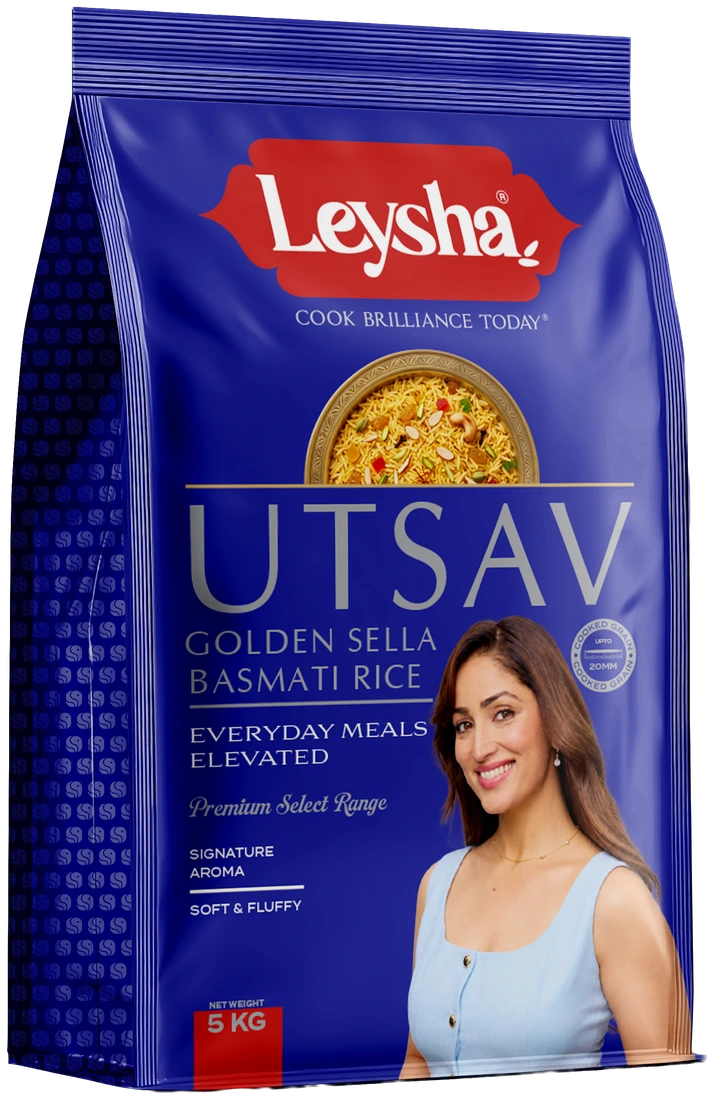 Leysha®
COOK BRILLIANCE TODAY®
UTSAV
GOLDEN SELLA
BASMATI RICE
COOKED GRAIN
UPTO
20MM
COOKED GRAIN
EVERYDAY MEALS
ELEVATED
Premium Select Range
SIGNATURE
AROMA
SOFT & FLUFFY
NET WEIGHT
5 KG